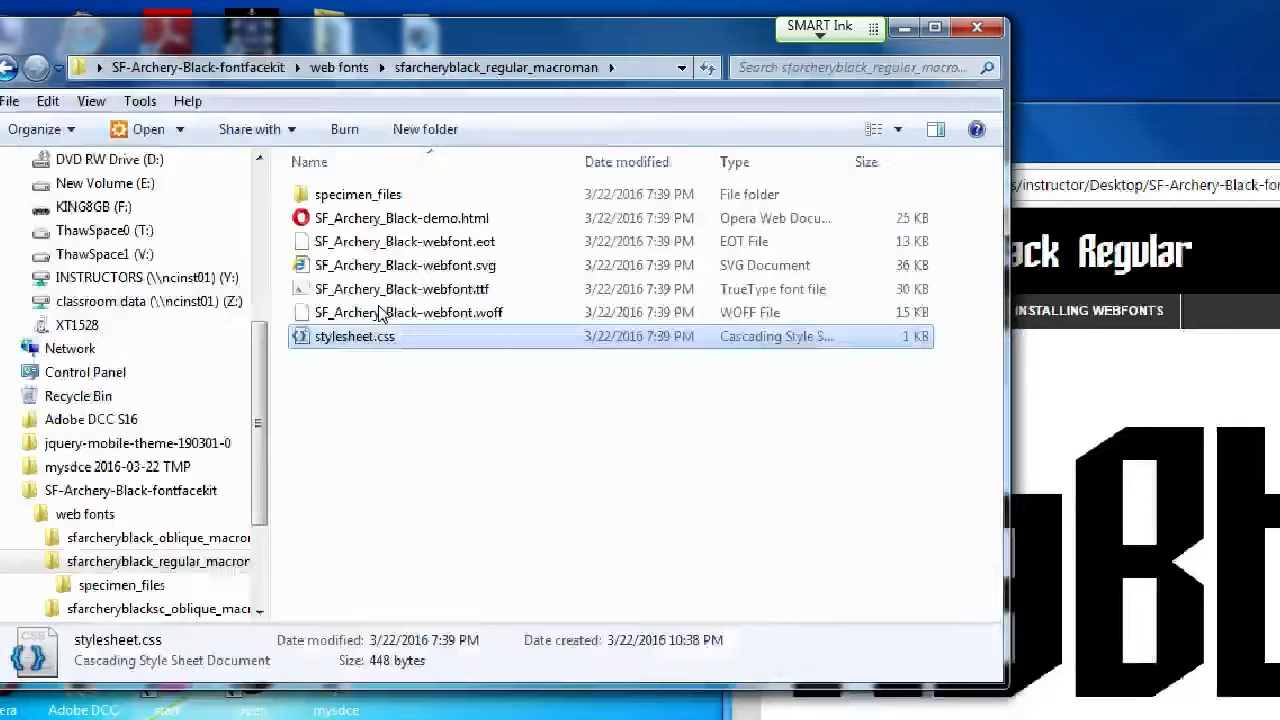 SMART Ink
SF-Archery-Black-fontfacekit web fonts sfarcheryblack_regular_macroman Search sfarcheryblack_regular_macro...
File Edit View Tools Help
Organize Open Share with Burn New folder
Name Date modified Type Size
specimen_files 3/22/2016 7:39 PM File folder
SF_Archery_Black-demo.html 3/22/2016 7:39 PM Opera Web Docu... 25 KB
SF_Archery_Black-webfont.eot 3/22/2016 7:39 PM EOT File 13 KB
SF_Archery_Black-webfont.svg 3/22/2016 7:39 PM SVG Document 36 KB
SF_Archery_Black-webfont.ttf 3/22/2016 7:39 PM TrueType font file 30 KB
SF_Archery_Black-webfont.woff 3/22/2016 7:39 PM WOFF File 15 KB
stylesheet.css 3/22/2016 7:39 PM Cascading Style S... 1 KB
DVD RW Drive (D:)
New Volume (E:)
KING8GB (F:)
ThawSpace0 (T:)
ThawSpace1 (V:)
INSTRUCTORS (\\ncinst01) (Y:)
classroom data (\\ncinst01) (Z:)
XT1528
Network
Control Panel
Recycle Bin
Adobe DCC S16
jquery-mobile-theme-190301-0
mysdce 2016-03-22 TMP
SF-Archery-Black-fontfacekit
web fonts
sfarcheryblack_oblique_macror
sfarcheryblack_regular_macror
specimen_files
sfarcheryblacksc_oblique_macr
stylesheet.css Date modified: 3/22/2016 7:39 PM Date created: 3/22/2016 10:38 PM
Cascading Style Sheet Document Size: 448 bytes
s/instructor/Desktop/SF-Archery-Black-fo
ack Regular
INSTALLING WEBFONTS
era Adobe DCC start mysdce